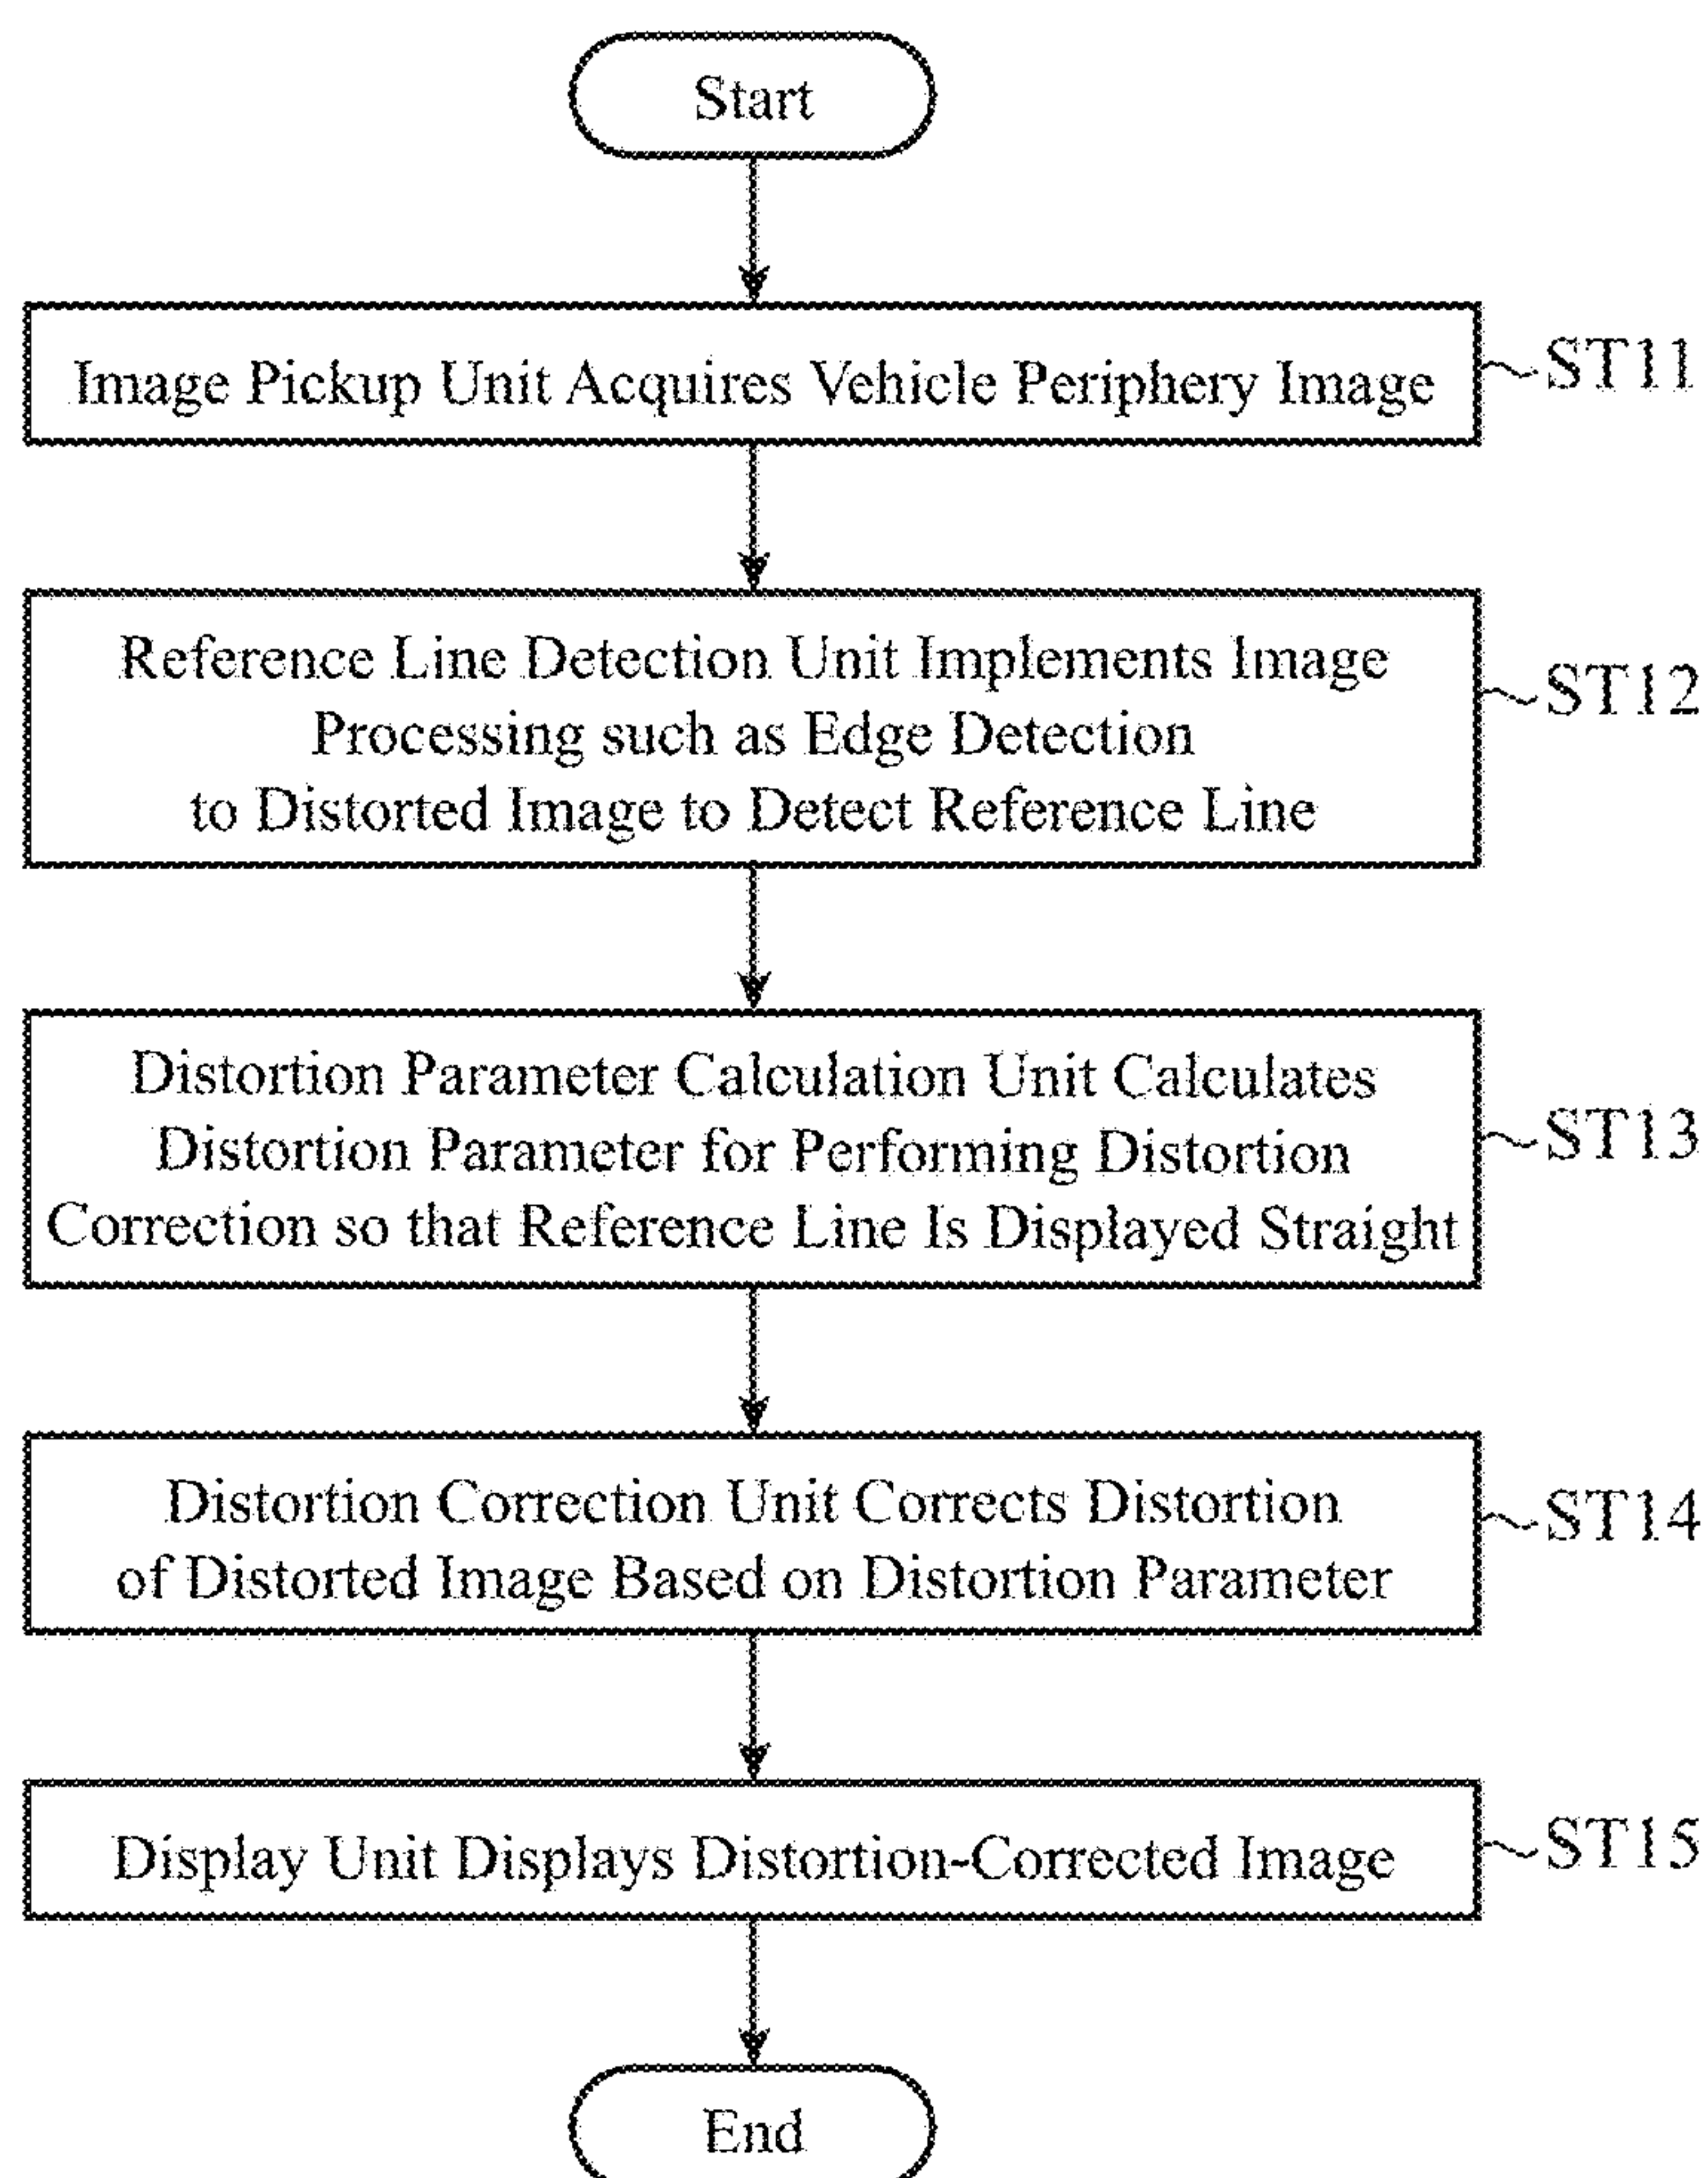 Start
Image Pickup Unit Acquires Vehicle Periphery Image
ST11
Reference Line Detection Unit Implements Image
Processing such as Edge Detection
to Distorted Image to Detect Reference Line
ST12
Distortion Parameter Calculation Unit Calculates
Distortion Parameter for Performing Distortion
Correction so that Reference Line Is Displayed Straight
ST13
Distortion Correction Unit Corrects Distortion
of Distorted Image Based on Distortion Parameter
ST14
Display Unit Displays Distortion-Corrected Image
ST15
End